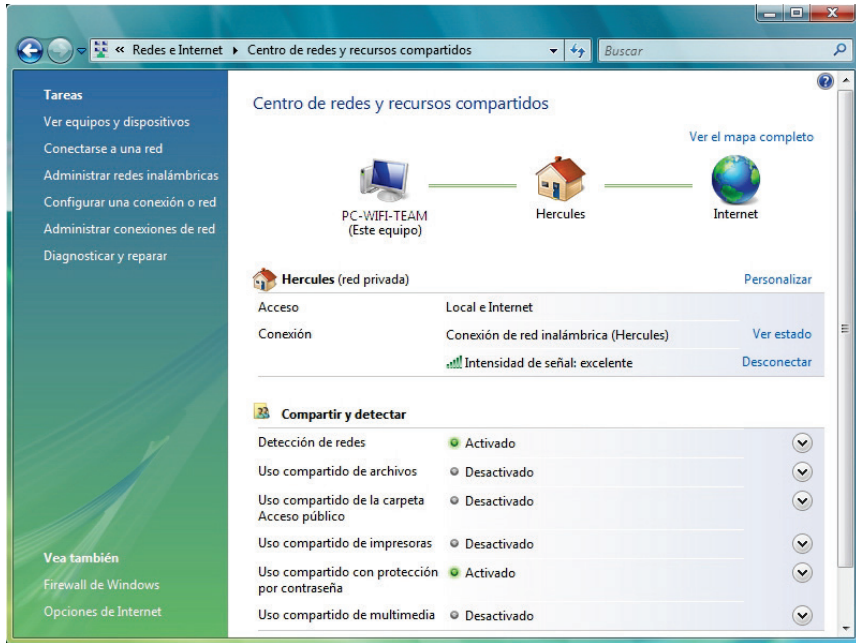 « Redes e Internet ▸ Centro de redes y recursos compartidos
Buscar
Tareas
Ver equipos y dispositivos
Conectarse a una red
Administrar redes inalámbricas
Configurar una conexión o red
Administrar conexiones de red
Diagnosticar y reparar
Vea también
Firewall de Windows
Opciones de Internet
Centro de redes y recursos compartidos
Ver el mapa completo
PC-WIFI-TEAM
(Este equipo)
Hercules
Internet
Hercules (red privada) Personalizar
Acceso Local e Internet
Conexión Conexión de red inalámbrica (Hercules) Ver estado
Intensidad de señal: excelente Desconectar
Compartir y detectar
Detección de redes Activado
Uso compartido de archivos Desactivado
Uso compartido de la carpeta Desactivado
Acceso público
Uso compartido de impresoras Desactivado
Uso compartido con protección Activado
por contraseña
Uso compartido de multimedia Desactivado